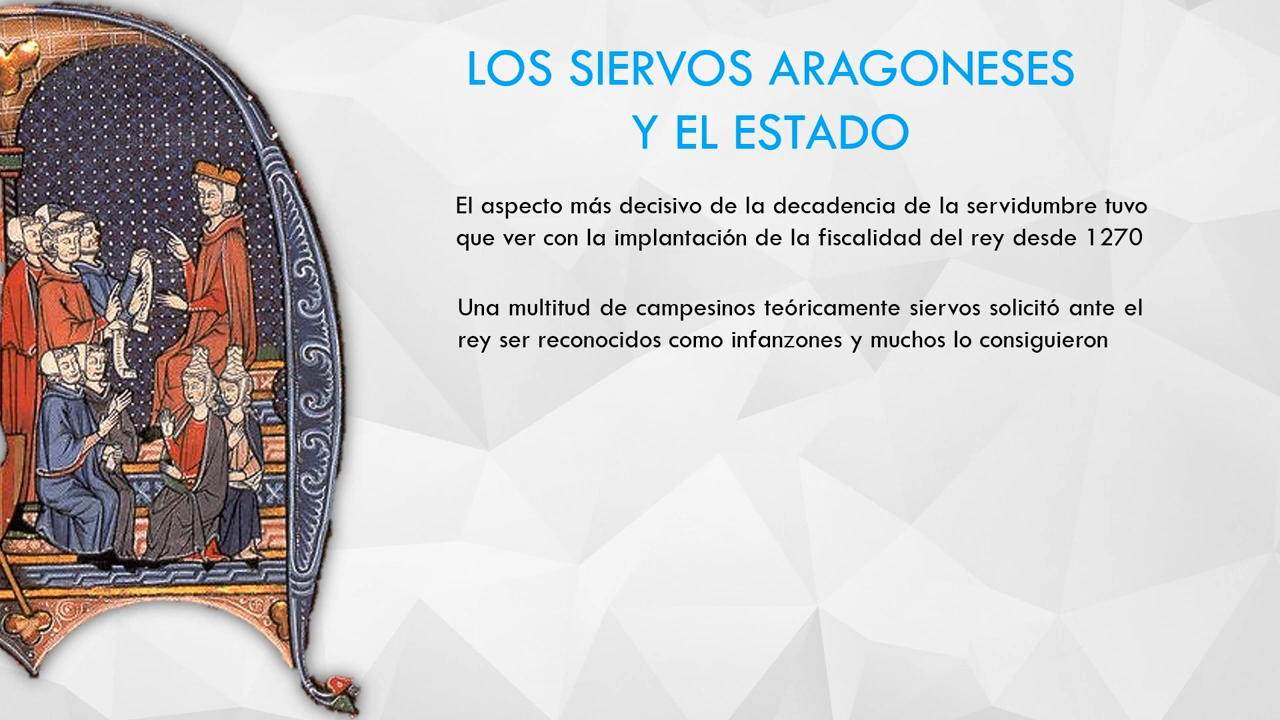 LOS SIERVOS ARAGONESES
Y EL ESTADO
El aspecto más decisivo de la decadencia de la servidumbre tuvo
que ver con la implantación de la fiscalidad del rey desde 1270
Una multitud de campesinos teóricamente siervos solicitó ante el
rey ser reconocidos como infanzones y muchos lo consiguieron